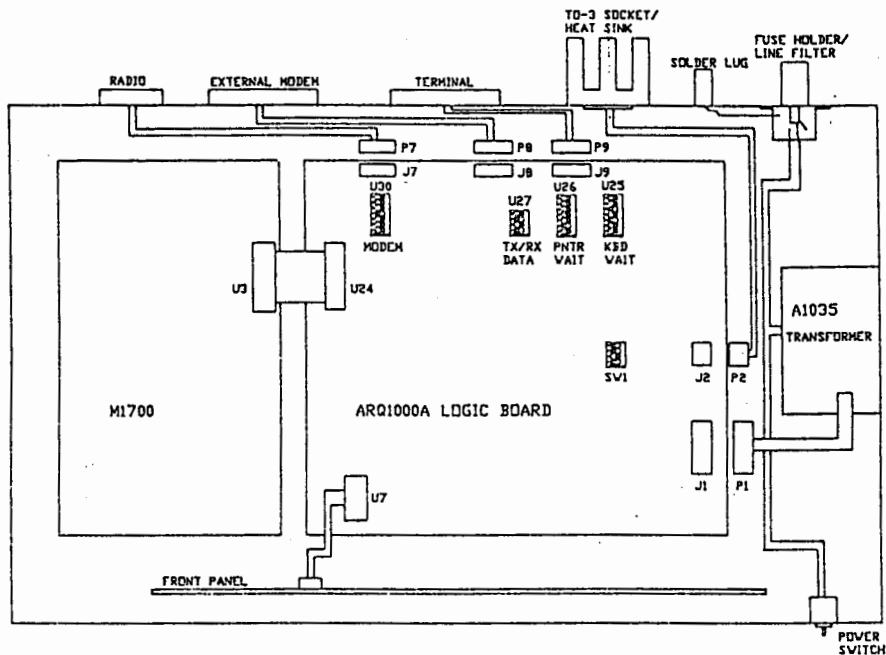 TO-3 SOCKET/
HEAT SINK
FUSE HOLDER/
LINE FILTER
SOLDER LUG
RADIO
EXTERNAL MODEM
TERMINAL
P7
P8
P9
J7
J8
J9
U30
U27
U26
U25
MODEM
TX/RX
DATA
PNTR
WAIT
KBD
WAIT
U3
U24
A1035
TRANSFORMER
SW1
J2
P2
M1700
ARQ1000A LOGIC BOARD
J1
P1
U7
FRONT PANEL
POWER
SWITCH